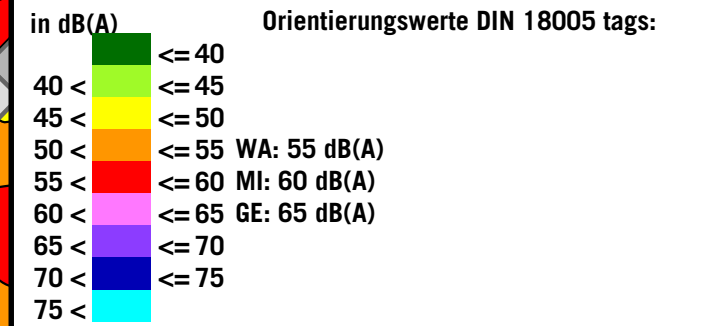 in dB(A) Orientierungswerte DIN 18005 tags:
<= 40
40 < <= 45
45 < <= 50
50 < <= 55 WA: 55 dB(A)
55 < <= 60 MI: 60 dB(A)
60 < <= 65 GE: 65 dB(A)
65 < <= 70
70 < <= 75
75 <